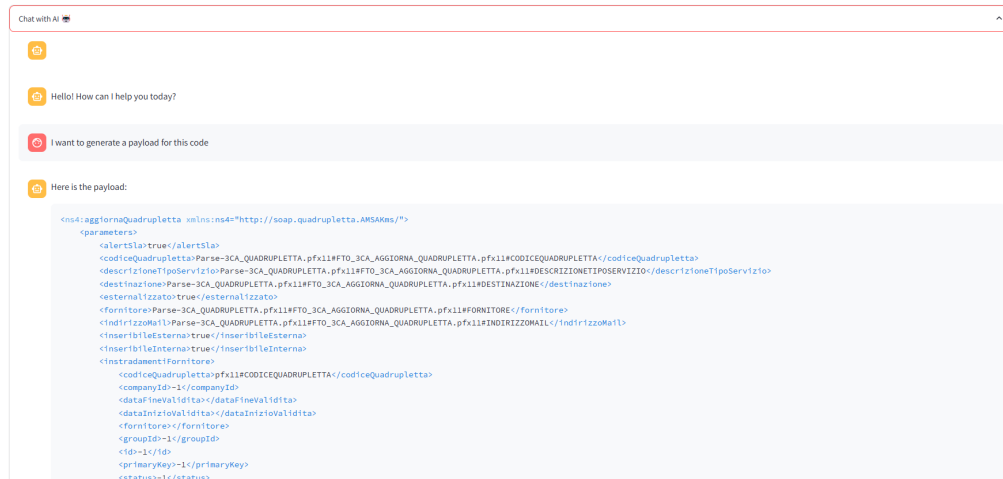 Chat with AI
Hello! How can I help you today?
I want to generate a payload for this code
Here is the payload:
<ns4:aggiornaQuadrupletta xmlns:ns4="http://soap.quadrupletta.AMSAKms/">
<parameters>
<alertSla>true</alertSla>
<codiceQuadrupletta>Parse-3CA_QUADRUPLETTA.pfx11#FTO_3CA_AGGIORNA_QUADRUPLETTA.pfx11#CODICEQUADRUPLETTA</codiceQuadrupletta>
<descrizioneTipoServizio>Parse-3CA_QUADRUPLETTA.pfx11#FTO_3CA_AGGIORNA_QUADRUPLETTA.pfx11#DESCRIZIONETIPOSERVIZIO</descrizioneTipoServizio>
<destinazione>Parse-3CA_QUADRUPLETTA.pfx11#FTO_3CA_AGGIORNA_QUADRUPLETTA.pfx11#DESTINAZIONE</destinazione>
<esternalizzato>true</esternalizzato>
<fornitore>Parse-3CA_QUADRUPLETTA.pfx11#FTO_3CA_AGGIORNA_QUADRUPLETTA.pfx11#FORNITORE</fornitore>
<indirizzoMail>Parse-3CA_QUADRUPLETTA.pfx11#FTO_3CA_AGGIORNA_QUADRUPLETTA.pfx11#INDIRIZZOMAIL</indirizzoMail>
<inseribileEsterna>true</inseribileEsterna>
<inseribileInterna>true</inseribileInterna>
<instradamentiFornitore>
<codiceQuadrupletta>pfx11#CODICEQUADRUPLETTA</codiceQuadrupletta>
<companyId>-1</companyId>
<dataFineValidita></dataFineValidita>
<dataInizioValidita></dataInizioValidita>
<fornitore></fornitore>
<groupId>-1</groupId>
<id>-1</id>
<primaryKey>-1</primaryKey>
<status>-1</status>